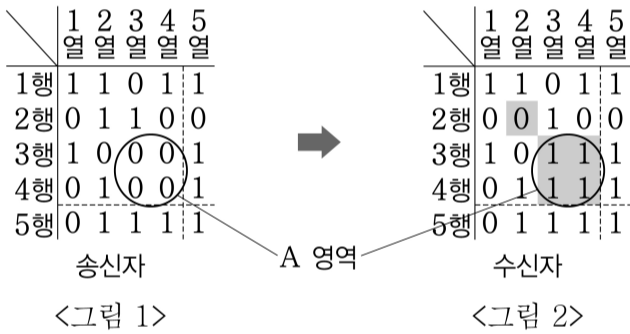 1열 2열 3열 4열 5열
1행 1 1 0 1 1
2행 0 1 1 0 0
3행 1 0 0 0 1
4행 0 1 0 0 1
5행 0 1 1 1 1
송신자
<그림 1>
A 영역
1열 2열 3열 4열 5열
1행 1 1 0 1 1
2행 0 0 1 0 0
3행 1 0 1 1 1
4행 0 1 1 1 1
5행 0 1 1 1 1
수신자
<그림 2>